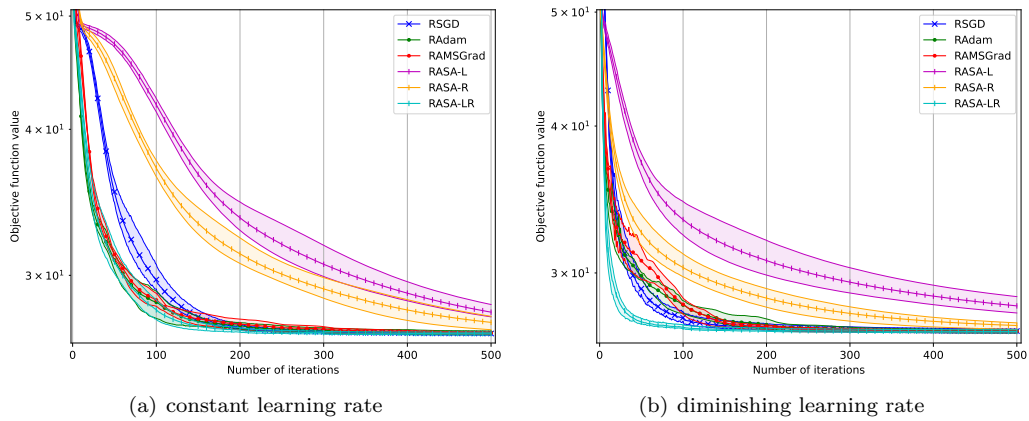 5 × 10¹
4 × 10¹
3 × 10¹
Objective function value
RSGD
RAdam
RAMSGrad
RASA-L
RASA-R
RASA-LR
0 100 200 300 400 500
Number of iterations
(a) constant learning rate
5 × 10¹
4 × 10¹
3 × 10¹
Objective function value
RSGD
RAdam
RAMSGrad
RASA-L
RASA-R
RASA-LR
0 100 200 300 400 500
Number of iterations
(b) diminishing learning rate